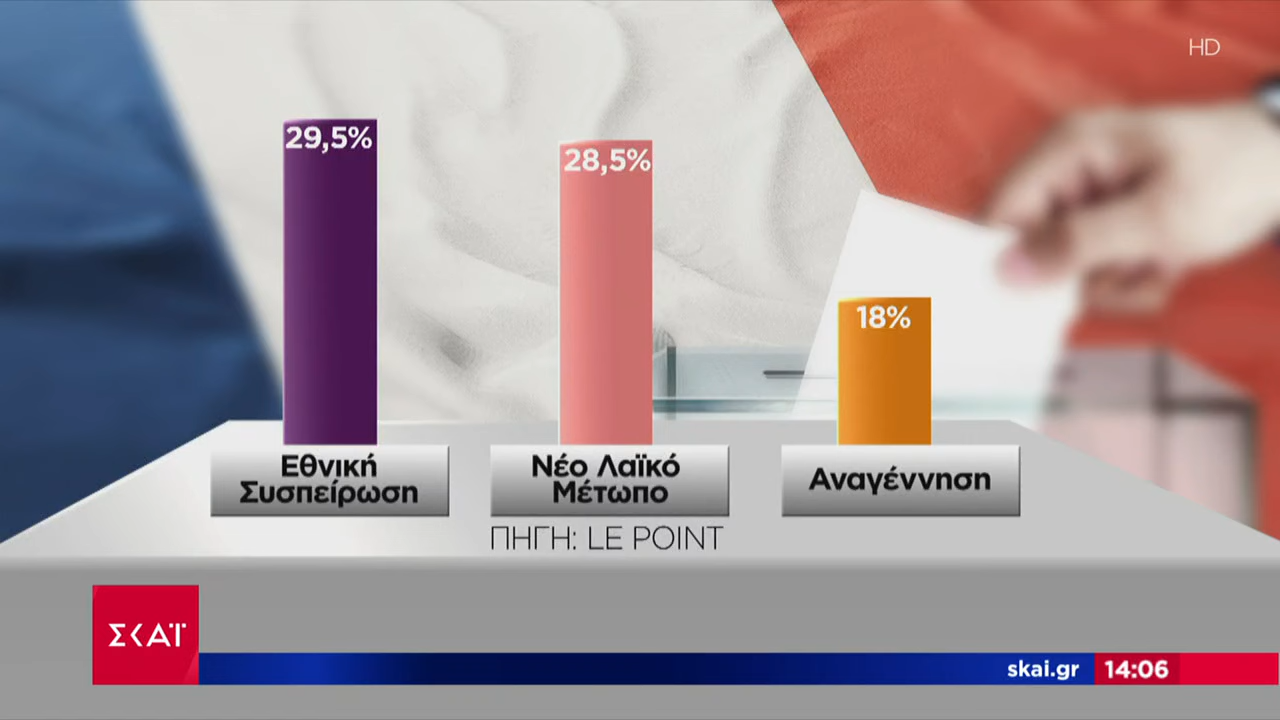 HD
29,5%
28,5%
18%
Εθνική
Συσπείρωση
Νέο Λαϊκό
Μέτωπο
Αναγέννηση
ΠΗΓΗ: LE POINT
ΣΚΑΪ
skai.gr
14:06